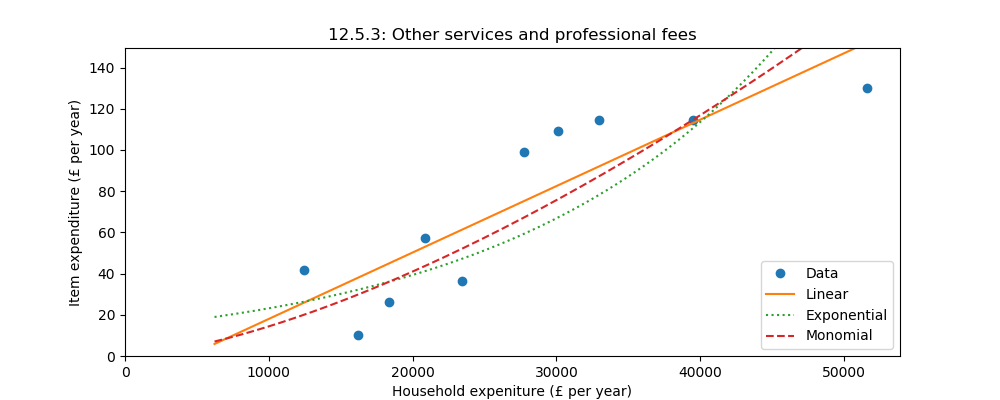 12.5.3: Other services and professional fees
Item expenditure (£ per year)
140
120
100
80
60
40
20
0
0 10000 20000 30000 40000 50000
Household expeniture (£ per year)
Data
Linear
Exponential
Monomial